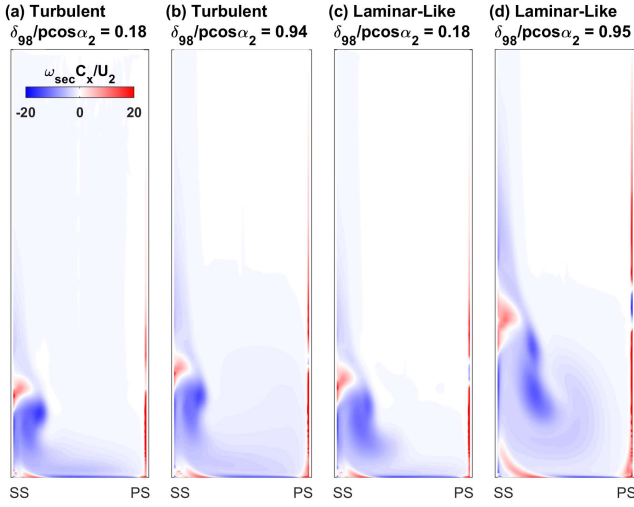 (a) Turbulent
δ98/pcosα2 = 0.18
(b) Turbulent
δ98/pcosα2 = 0.94
(c) Laminar-Like
δ98/pcosα2 = 0.18
(d) Laminar-Like
δ98/pcosα2 = 0.95
ωsecCx/U2
-20 0 20
SS PS SS PS SS PS SS PS